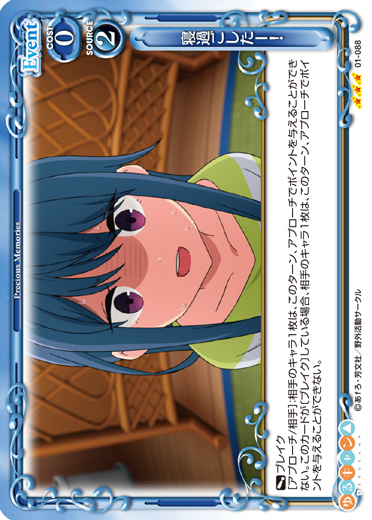 Event
COST
0
SOURCE
2
寝過ごしたー!
Precious Memories
ブレイク
[アプローチ/相手]:相手のキャラ1枚は、このターン、アプローチでポイントを与えることができ
ない。このカードが〔ブレイク〕している場合、相手のキャラ1枚は、このターン、アプローチでポイ
ントを与えることができない。
ゆるキャン△
©あfろ・芳文社/野外活動サークル
01-088